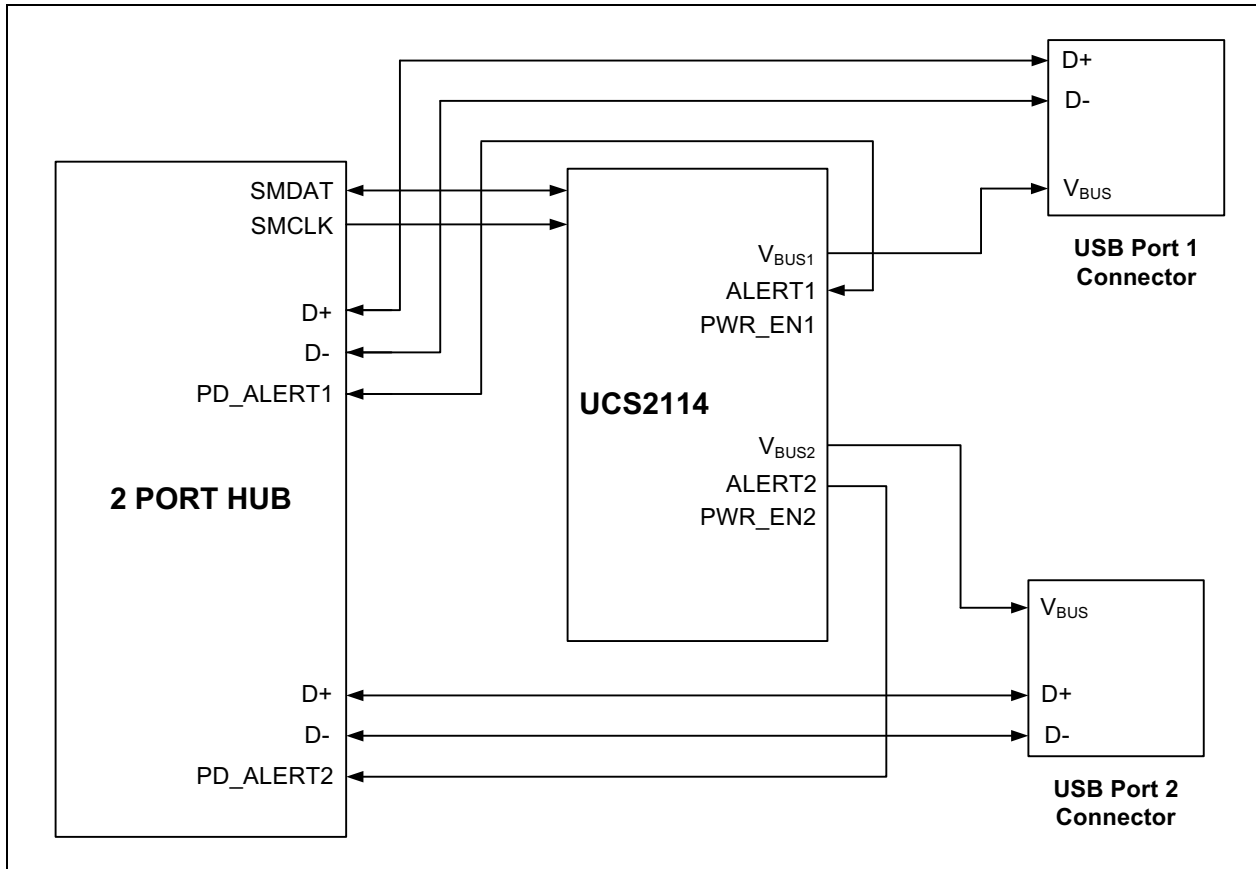 SMDAT
SMCLK
D+
D-
PD_ALERT1
2 PORT HUB
D+
D-
PD_ALERT2
UCS2114
VBUS1
ALERT1
PWR_EN1
VBUS2
ALERT2
PWR_EN2
D+
D-
VBUS
USB Port 1
Connector
VBUS
D+
D-
USB Port 2
Connector